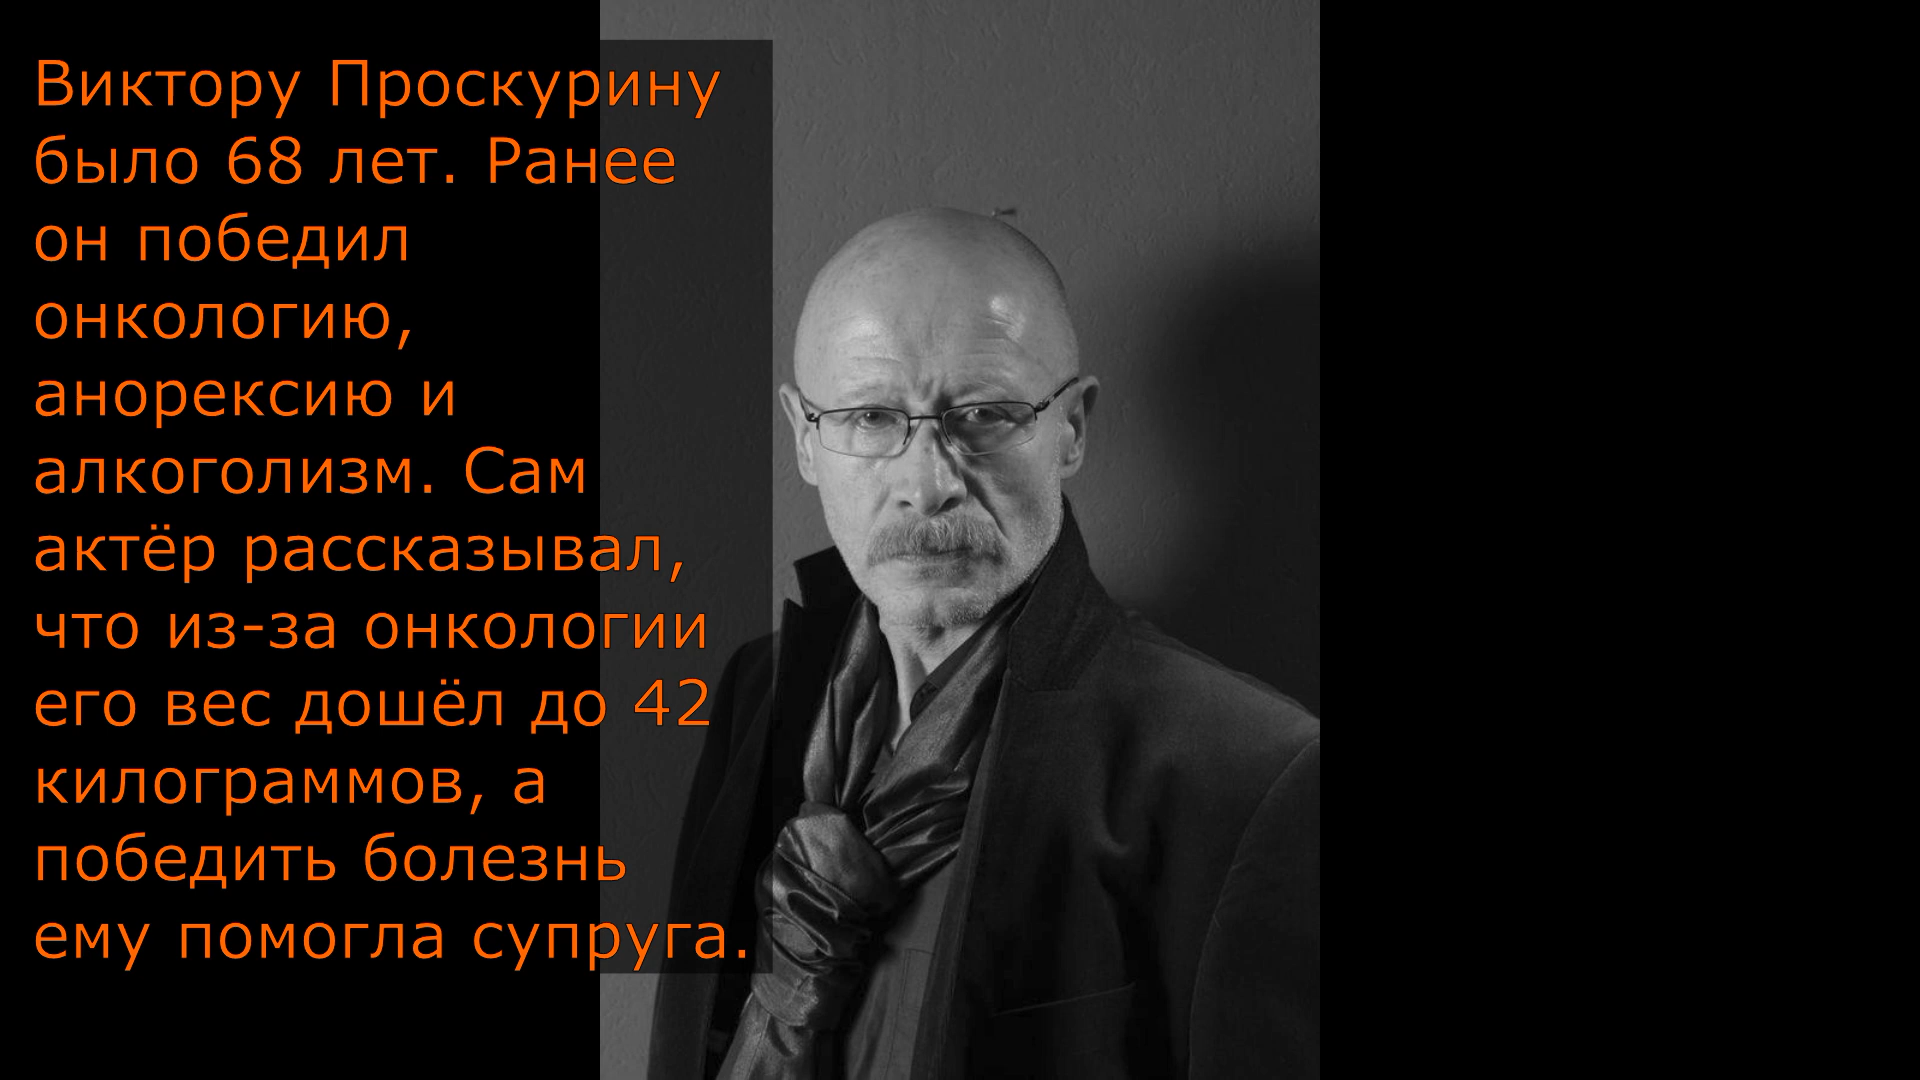 Виктору Проскурину
было 68 лет. Ранее
он победил
онкологию,
анорексию и
алкоголизм. Сам
актёр рассказывал,
что из-за онкологии
его вес дошёл до 42
килограммов, а
победить болезнь
ему помогла супруга.